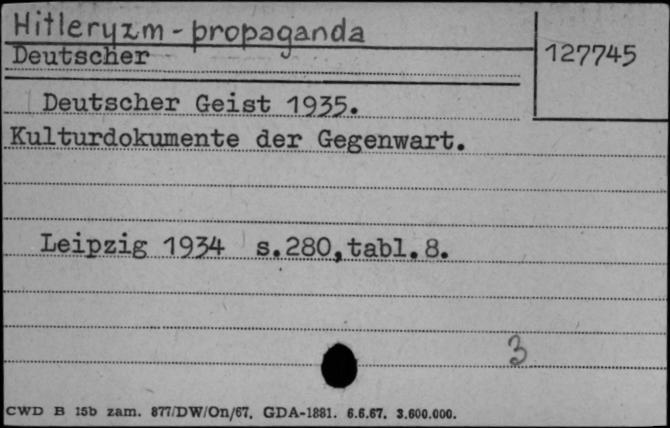 Hitleryzm - propaganda
Deutscher
127745
Deutscher Geist 1935.
Kulturdokumente der Gegenwart.
Leipzig 1934 s.280, tabl. 8.
3
CWD B 15b zam. 877/DW/On/67. GDA-1881. 6.6.67. 3.600.000.